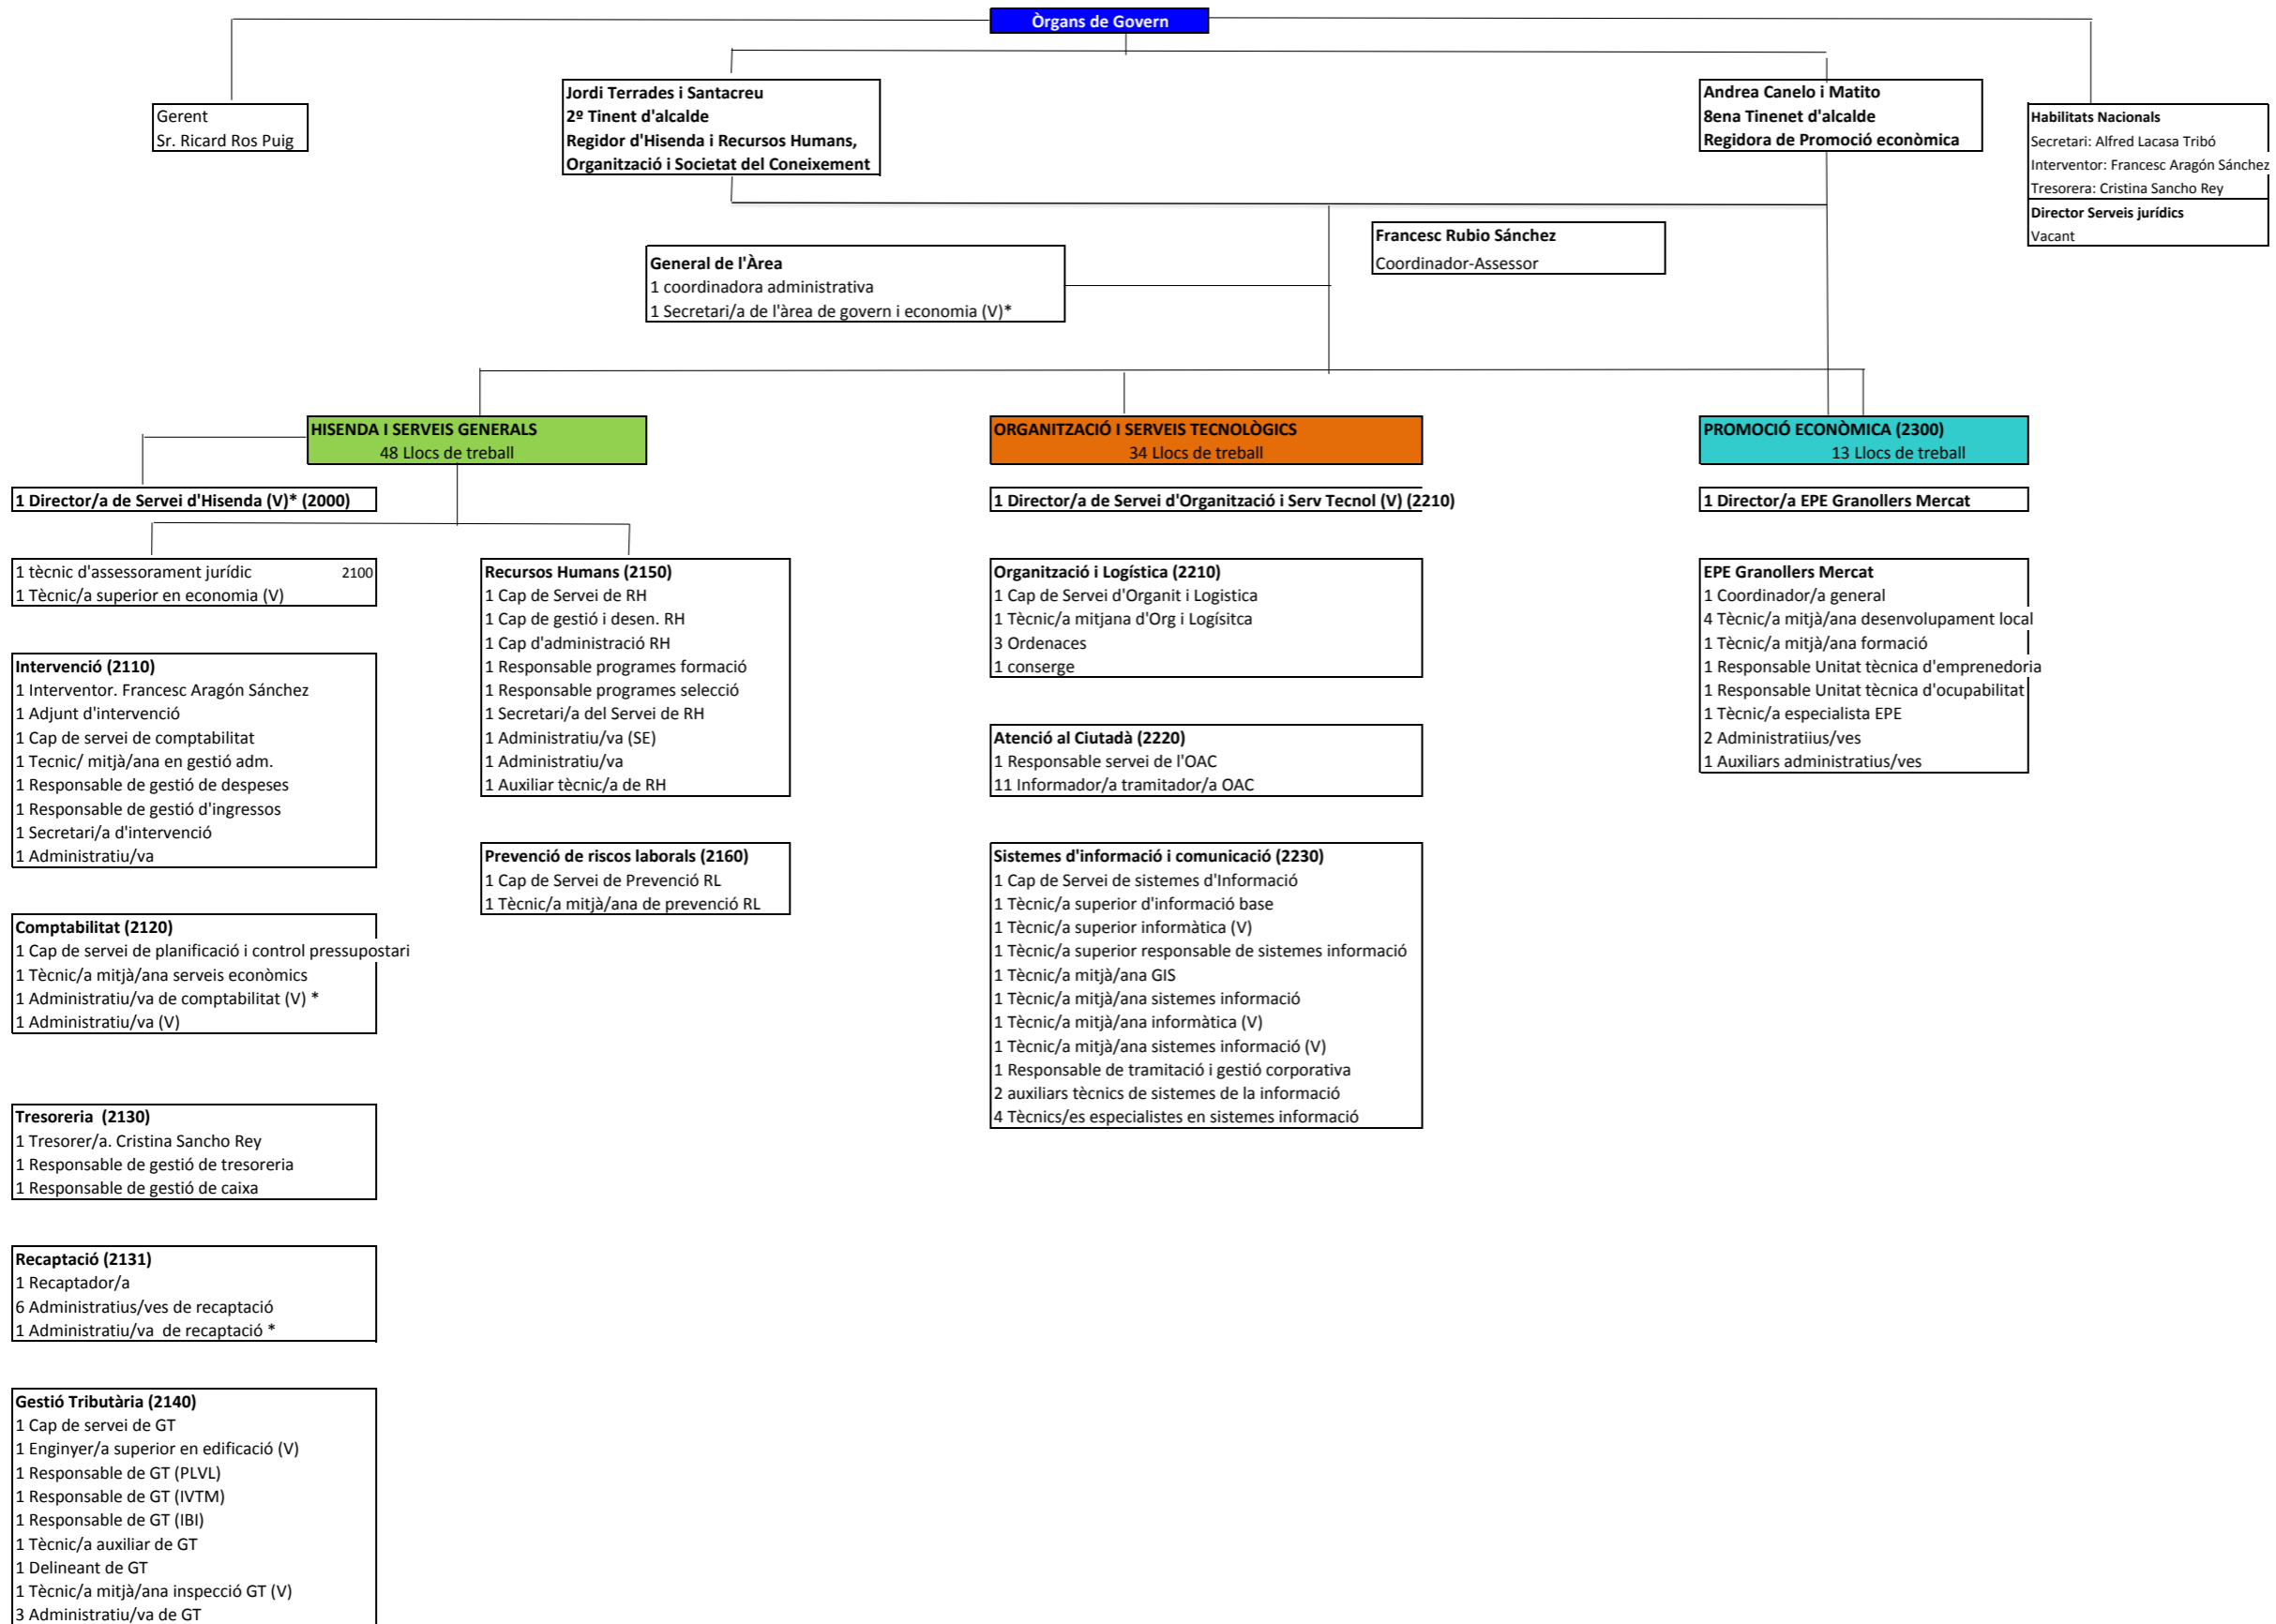 Òrgans de Govern
Gerent
Sr. Ricard Ros Puig
Jordi Terrades i Santacreu
2º Tinent d'alcalde
Regidor d'Hisenda i Recursos Humans,
Organització i Societat del Coneixement
Andrea Canelo i Matito
8ena Tinenet d'alcalde
Regidora de Promoció econòmica
Habilitats Nacionals
Secretari: Alfred Lacasa Tribó
Interventor: Francesc Aragón Sánchez
Tresorera: Cristina Sancho Rey
Director Serveis jurídics
Vacant
Francesc Rubio Sánchez
Coordinador-Assessor
General de l'Àrea
1 coordinadora administrativa
1 Secretari/a de l'àrea de govern i economia (V)*
HISENDA I SERVEIS GENERALS
48 Llocs de treball
1 Director/a de Servei d'Hisenda (V)* (2000)
1 tècnic d'assessorament jurídic 2100
1 Tècnic/a superior en economia (V)
Intervenció (2110)
1 Interventor. Francesc Aragón Sánchez
1 Adjunt d'intervenció
1 Cap de servei de comptabilitat
1 Tecnic/ mitjà/ana en gestió adm.
1 Responsable de gestió de despeses
1 Responsable de gestió d'ingressos
1 Secretari/a d'intervenció
1 Administratiu/va
Comptabilitat (2120)
1 Cap de servei de planificació i control pressupostari
1 Tècnic/a mitjà/ana serveis econòmics
1 Administratiu/va de comptabilitat (V) *
1 Administratiu/va (V)
Tresoreria  (2130)
1 Tresorer/a. Cristina Sancho Rey
1 Responsable de gestió de tresoreria
1 Responsable de gestió de caixa
Recaptació (2131)
1 Recaptador/a
6 Administratius/ves de recaptació
1 Administratiu/va  de recaptació *
Gestió Tributària (2140)
1 Cap de servei de GT
1 Enginyer/a superior en edificació (V)
1 Responsable de GT (PLVL)
1 Responsable de GT (IVTM)
1 Responsable de GT (IBI)
1 Tècnic/a auxiliar de GT
1 Delineant de GT
1 Tècnic/a mitjà/ana inspecció GT (V)
3 Administratiu/va de GT
Recursos Humans (2150)
1 Cap de Servei de RH
1 Cap de gestió i desen. RH
1 Cap d'administració RH
1 Responsable programes formació
1 Responsable programes selecció
1 Secretari/a del Servei de RH
1 Administratiu/va (SE)
1 Administratiu/va
1 Auxiliar tècnic/a de RH
Prevenció de riscos laborals (2160)
1 Cap de Servei de Prevenció RL
1 Tècnic/a mitjà/ana de prevenció RL
ORGANITZACIÓ I SERVEIS TECNOLÒGICS
34 Llocs de treball
1 Director/a de Servei d'Organització i Serv Tecnol (V) (2210)
Organització i Logística (2210)
1 Cap de Servei d'Organit i Logistica
1 Tècnic/a mitjana d'Org i Logísitca
3 Ordenaces
1 conserge
Atenció al Ciutadà (2220)
1 Responsable servei de l'OAC
11 Informador/a tramitador/a OAC
Sistemes d'informació i comunicació (2230)
1 Cap de Servei de sistemes d'Informació
1 Tècnic/a superior d'informació base
1 Tècnic/a superior informàtica (V)
1 Tècnic/a superior responsable de sistemes informació
1 Tècnic/a mitjà/ana GIS
1 Tècnic/a mitjà/ana sistemes informació
1 Tècnic/a mitjà/ana informàtica (V)
1 Tècnic/a mitjà/ana sistemes informació (V)
1 Responsable de tramitació i gestió corporativa
2 auxiliars tècnics de sistemes de la informació
4 Tècnics/es especialistes en sistemes informació
PROMOCIÓ ECONÒMICA (2300)
13 Llocs de treball
1 Director/a EPE Granollers Mercat
EPE Granollers Mercat
1 Coordinador/a general
4 Tècnic/a mitjà/ana desenvolupament local
1 Tècnic/a mitjà/ana formació
1 Responsable Unitat tècnica d'emprenedoria
1 Responsable Unitat tècnica d'ocupabilitat
1 Tècnic/a especialista EPE
2 Administratiius/ves
1 Auxiliars administratius/ves